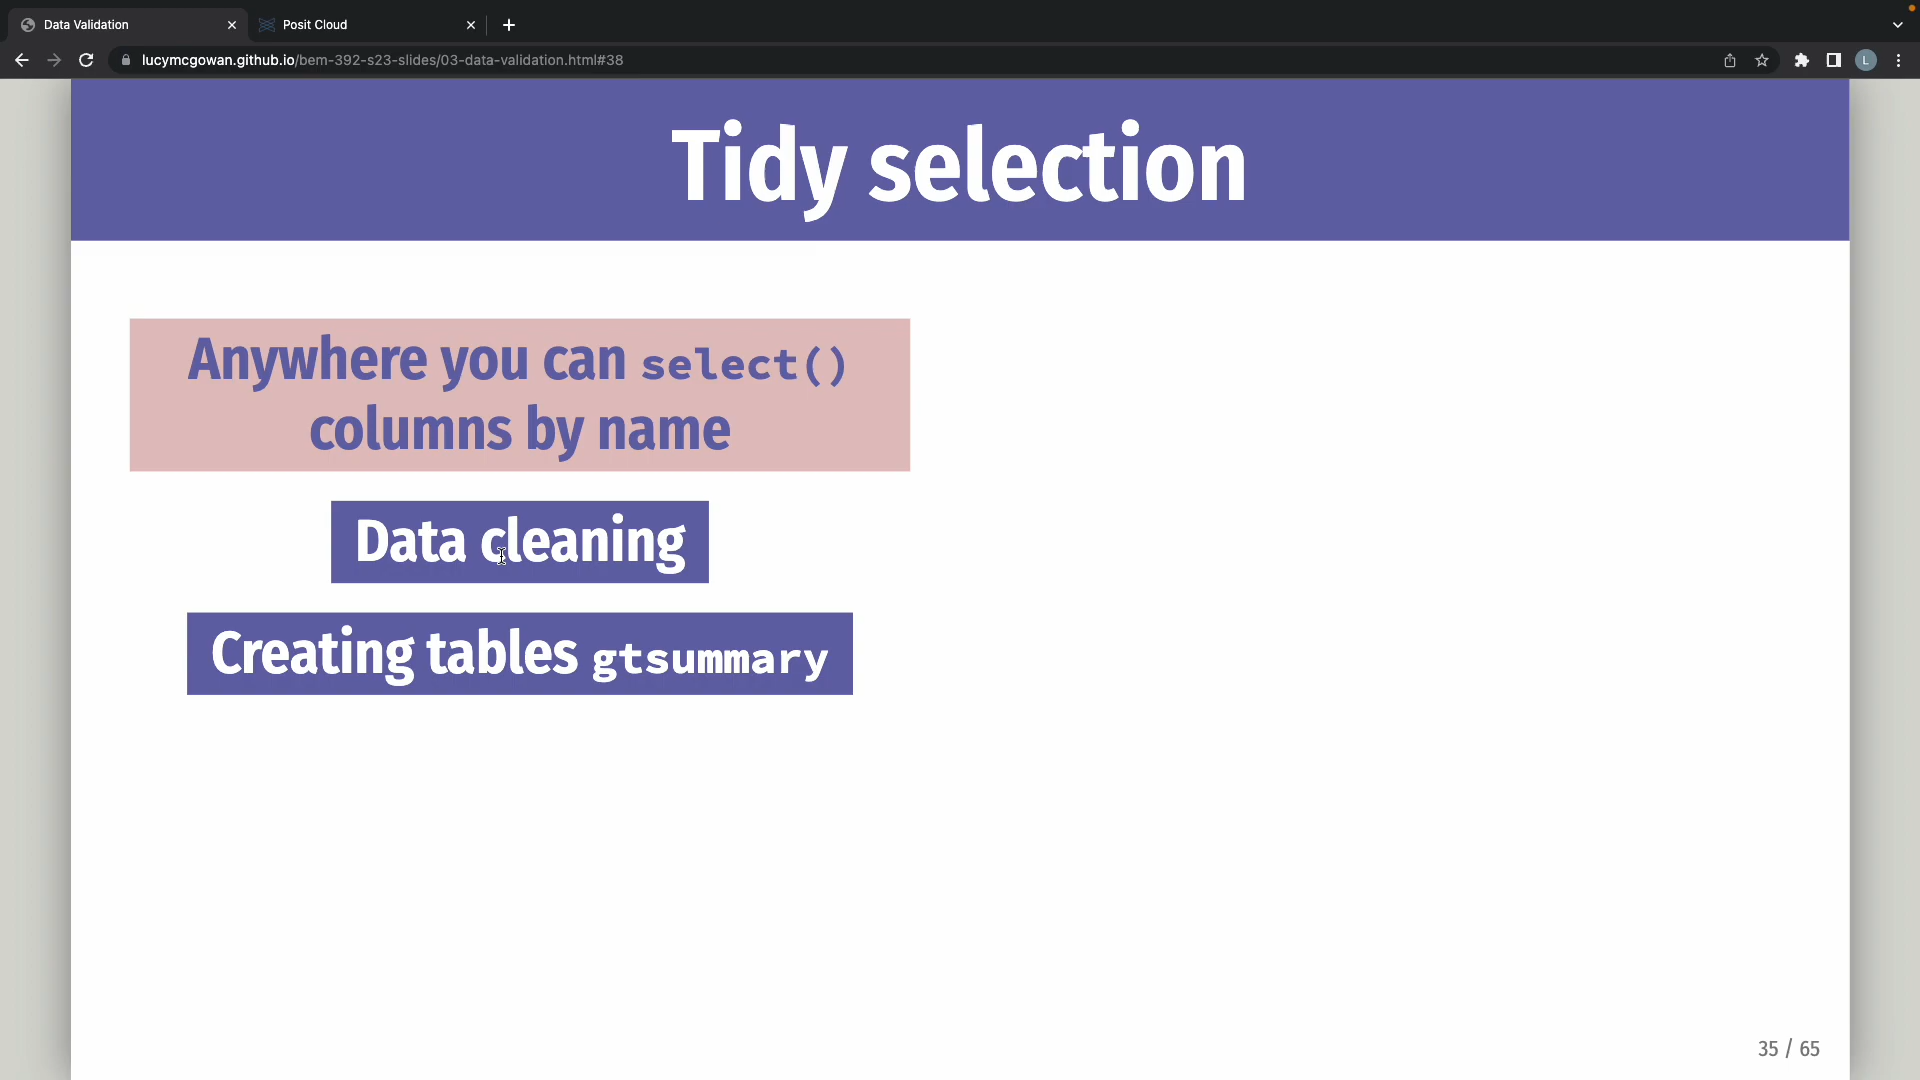 Data Validation
Posit Cloud
lucymcgowan.github.io/bem-392-s23-slides/03-data-validation.html#38
L
Tidy selection
Anywhere you can select()
columns by name
Data cleaning
Creating tables gtsummary
35 / 65